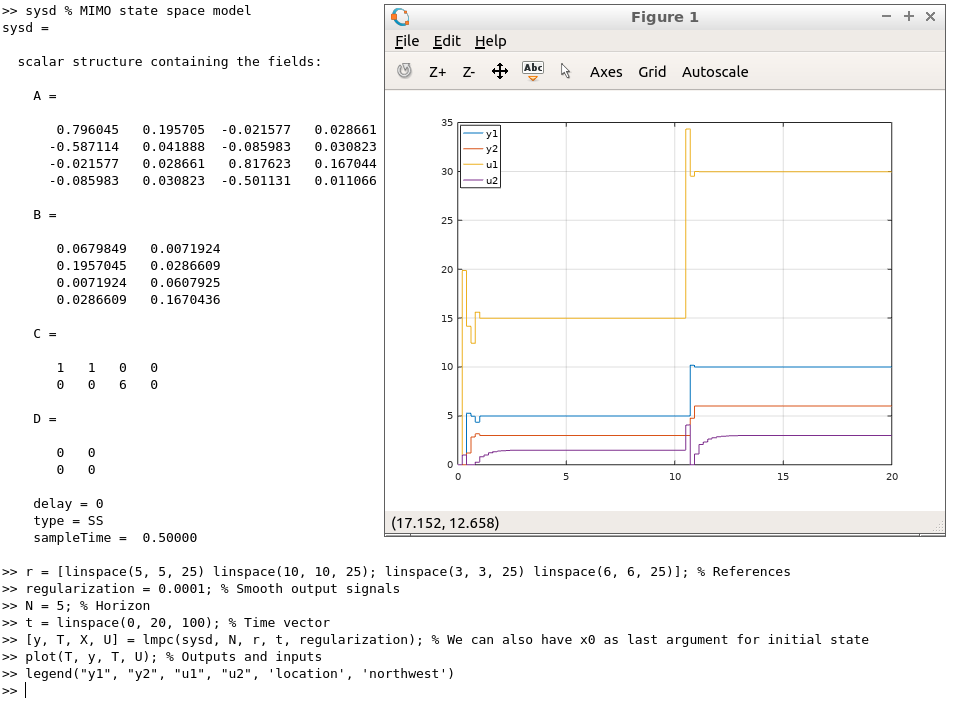 >> sysd % MIMO state space model
sysd =
scalar structure containing the fields:
A =
0.796045 0.195705 -0.021577 0.028661
-0.587114 0.041888 -0.085983 0.030823
-0.021577 0.028661 0.817623 0.167044
-0.085983 0.030823 -0.501131 0.011066
B =
0.0679849 0.0071924
0.1957045 0.0286609
0.0071924 0.0607925
0.0286609 0.1670436
C =
1 1 0 0
0 0 6 0
D =
0 0
0 0
delay = 0
type = SS
sampleTime = 0.50000
>> r = [linspace(5, 5, 25) linspace(10, 10, 25); linspace(3, 3, 25) linspace(6, 6, 25)]; % References
>> regularization = 0.0001; % Smooth output signals
>> N = 5; % Horizon
>> t = linspace(0, 20, 100); % Time vector
>> [y, T, X, U] = lmpc(sysd, N, r, t, regularization); % We can also have x0 as last argument for initial state
>> plot(T, y, T, U); % Outputs and inputs
>> legend("y1", "y2", "u1", "u2", 'location', 'northwest')
>>
Figure 1
File Edit Help
Z+ Z- Abc Axes Grid Autoscale
35
30
25
20
15
10
5
0
y1
y2
u1
u2
0 5 10 15 20
(17.152, 12.658)